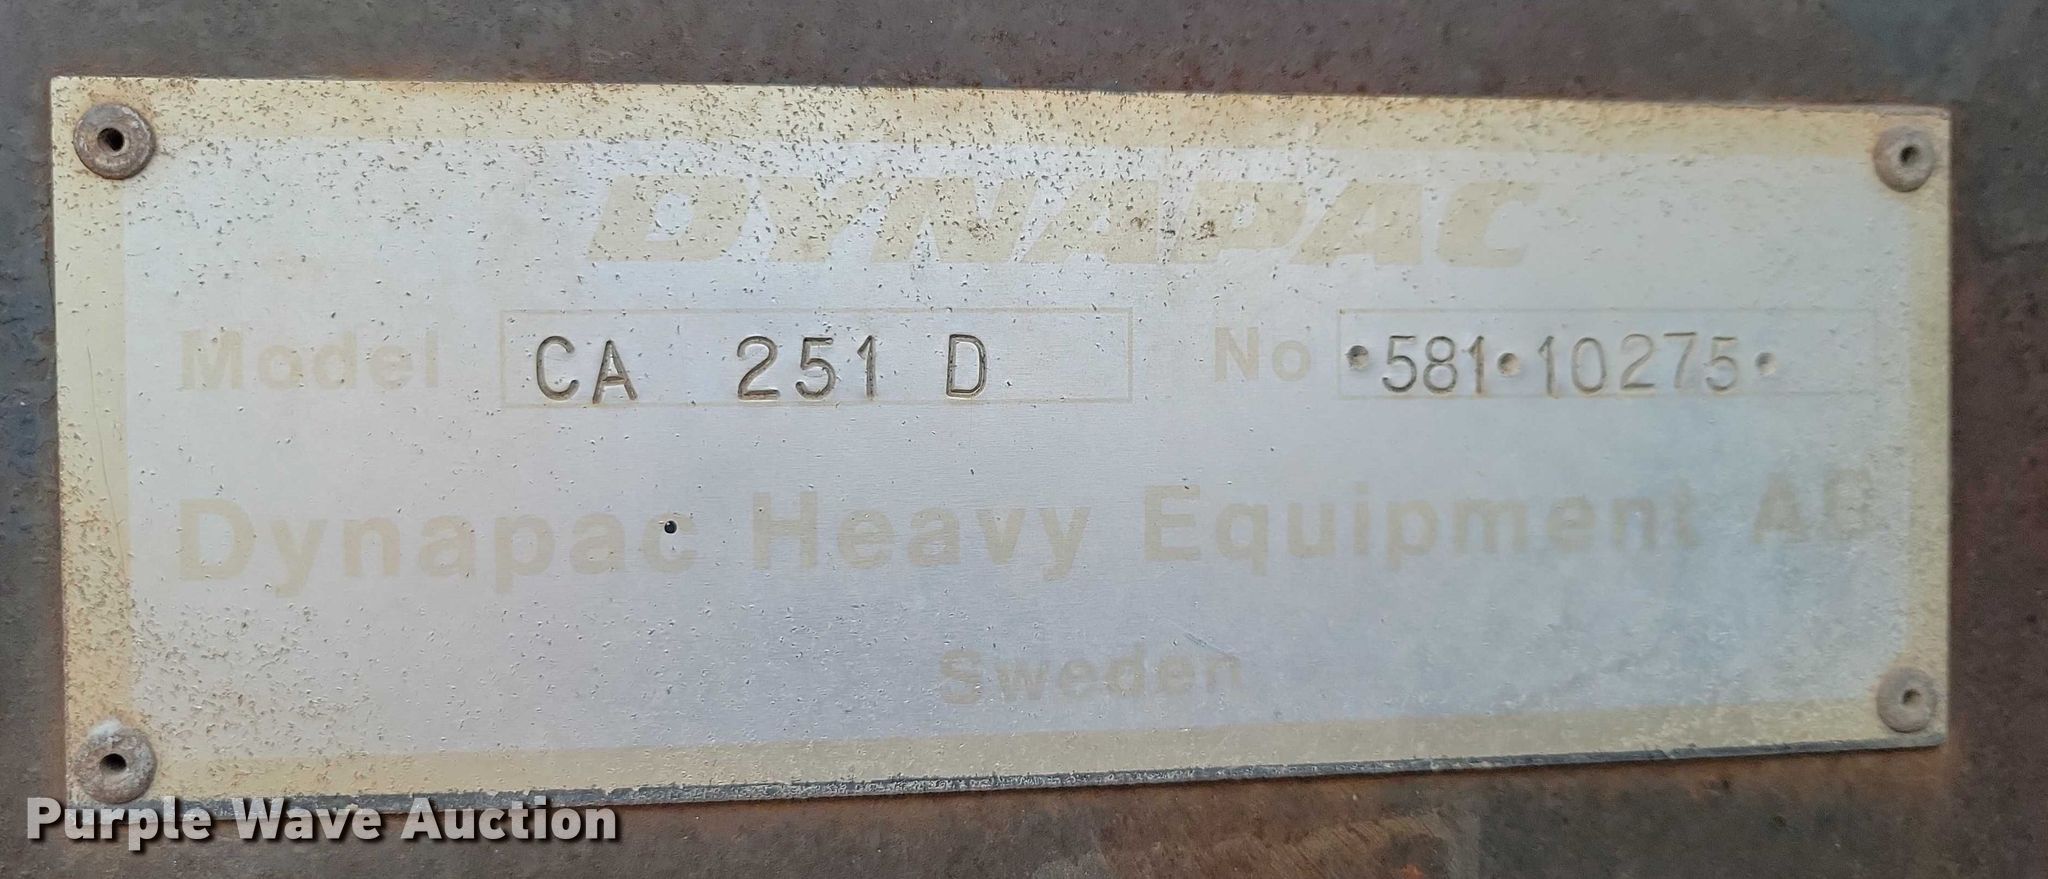 DYNAPAC
Model CA 251 D No •581•10275•
Dynapac Heavy Equipment AB
Sweden
Purple Wave Auction